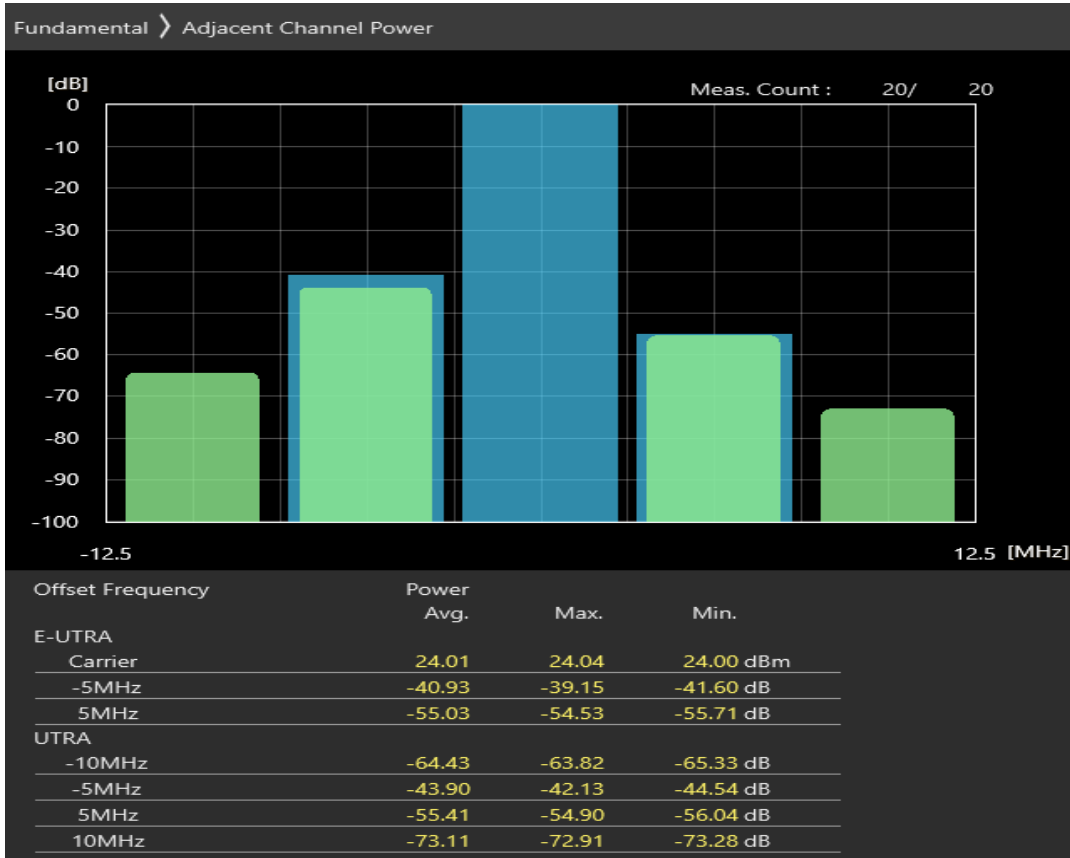 Fundamental 〉 Adjacent Channel Power
[dB]
Meas. Count : 20/ 20
0
-10
-20
-30
-40
-50
-60
-70
-80
-90
-100
-12.5 12.5 [MHz]
Offset Frequency Power
Avg. Max. Min.
E-UTRA
Carrier 24.01 24.04 24.00 dBm
-5MHz -40.93 -39.15 -41.60 dB
5MHz -55.03 -54.53 -55.71 dB
UTRA
-10MHz -64.43 -63.82 -65.33 dB
-5MHz -43.90 -42.13 -44.54 dB
5MHz -55.41 -54.90 -56.04 dB
10MHz -73.11 -72.91 -73.28 dB